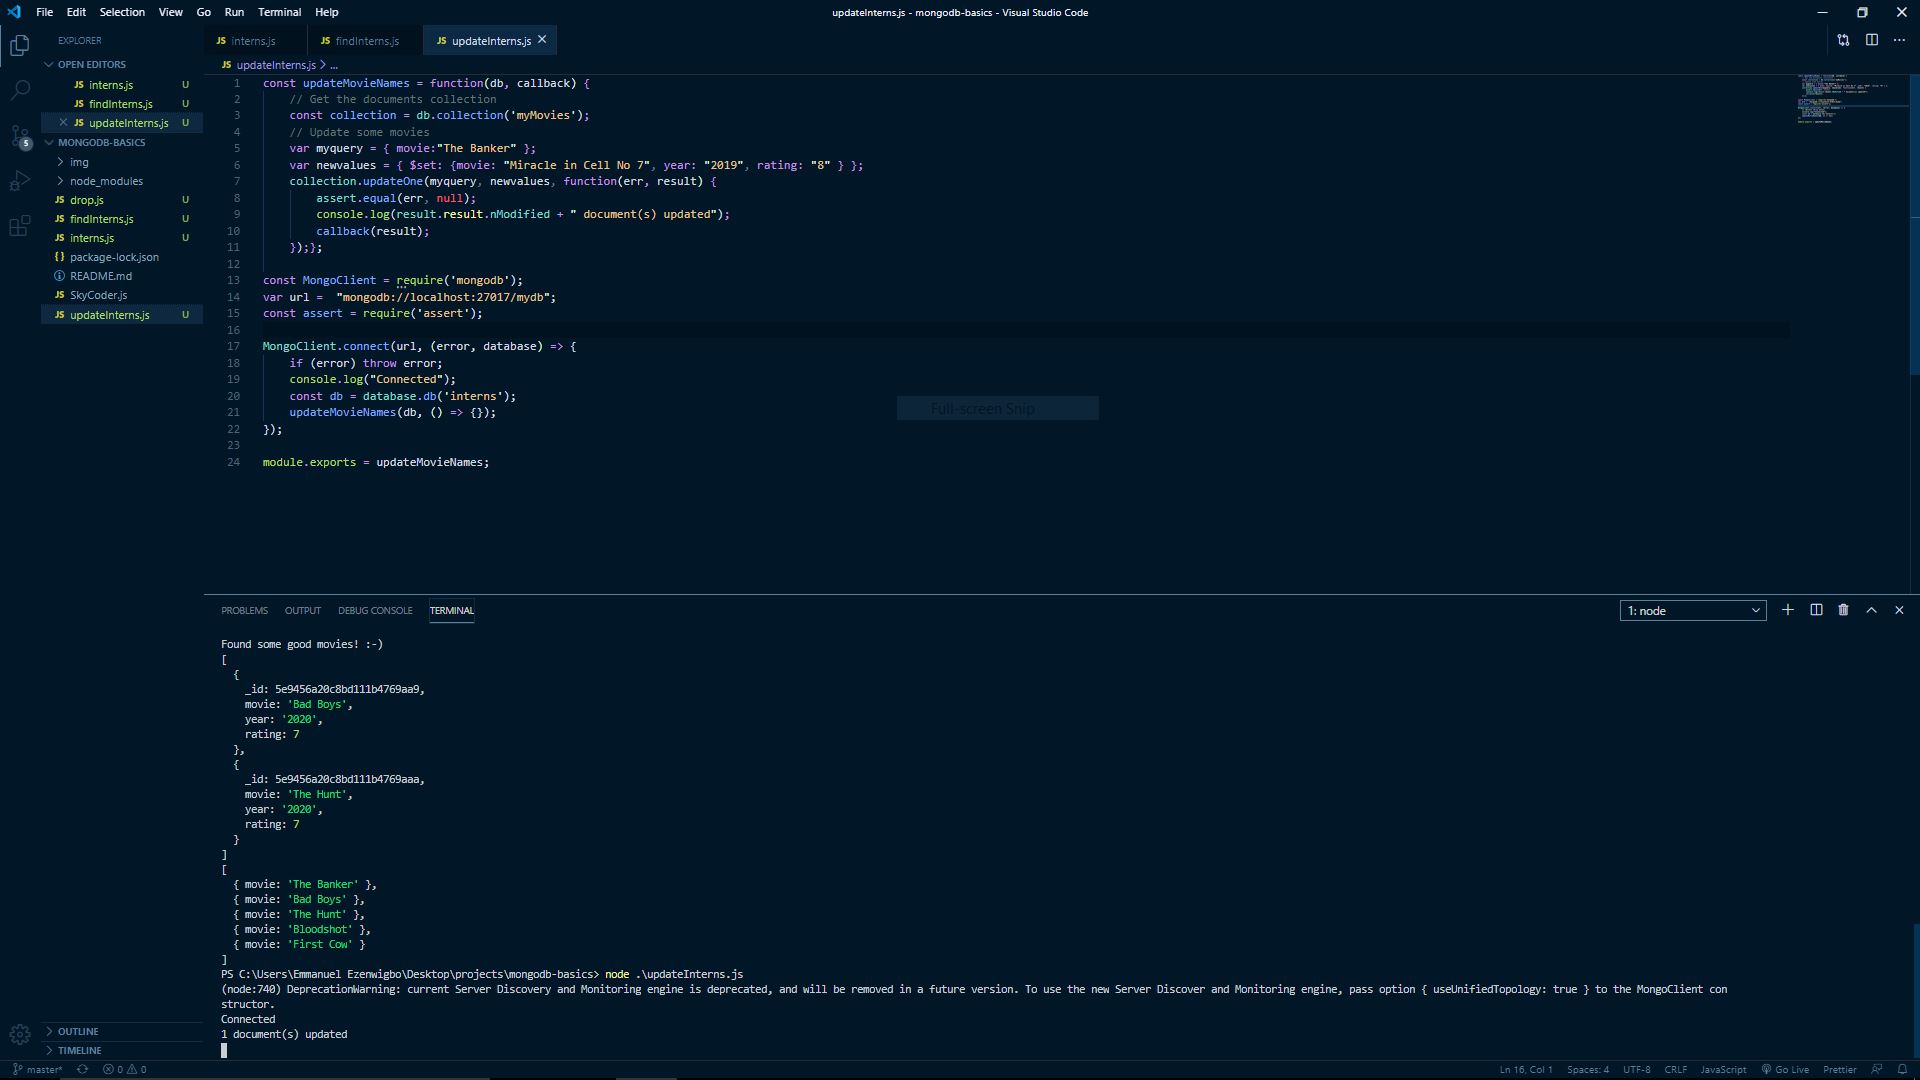 File Edit Selection View Go Run Terminal Help
updateInterns.js - mongodb-basics - Visual Studio Code
EXPLORER
OPEN EDITORS
JS interns.js U
JS findInterns.js U
JS updateInterns.js U
MONGODB-BASICS
img
node_modules
JS drop.js U
JS findInterns.js U
JS interns.js U
{} package-lock.json
README.md
JS SkyCoder.js
JS updateInterns.js U
5
OUTLINE
TIMELINE
JS interns.js JS findInterns.js JS updateInterns.js
JS updateInterns.js > ...
1 const updateMovieNames = function(db, callback) {
2 // Get the documents collection
3 const collection = db.collection('myMovies');
4 // Update some movies
5 var myquery = { movie:"The Banker" };
6 var newvalues = { $set: {movie: "Miracle in Cell No 7", year: "2019", rating: "8" } };
7 collection.updateOne(myquery, newvalues, function(err, result) {
8 assert.equal(err, null);
9 console.log(result.result.nModified + " document(s) updated");
10 callback(result);
11 });};
12
13 const MongoClient = require('mongodb');
14 var url =  "mongodb://localhost:27017/mydb";
15 const assert = require('assert');
16
17 MongoClient.connect(url, (error, database) => {
18 if (error) throw error;
19 console.log("Connected");
20 const db = database.db('interns');
21 updateMovieNames(db, () => {});
22 });
23
24 module.exports = updateMovieNames;
Full-screen Snip
PROBLEMS OUTPUT DEBUG CONSOLE TERMINAL
1: node
Found some good movies! :-)
[
{
_id: 5e9456a20c8bd111b4769aa9,
movie: 'Bad Boys',
year: '2020',
rating: 7
},
{
_id: 5e9456a20c8bd111b4769aaa,
movie: 'The Hunt',
year: '2020',
rating: 7
}
]
[
{ movie: 'The Banker' },
{ movie: 'Bad Boys' },
{ movie: 'The Hunt' },
{ movie: 'Bloodshot' },
{ movie: 'First Cow' }
]
PS C:\Users\Emmanuel Ezenwigbo\Desktop\projects\mongodb-basics> node .\updateInterns.js
(node:740) DeprecationWarning: current Server Discovery and Monitoring engine is deprecated, and will be removed in a future version. To use the new Server Discover and Monitoring engine, pass option { useUnifiedTopology: true } to the MongoClient con
structor.
Connected
1 document(s) updated
master* 0 0
Ln 16, Col 1 Spaces: 4 UTF-8 CRLF JavaScript Go Live Prettier